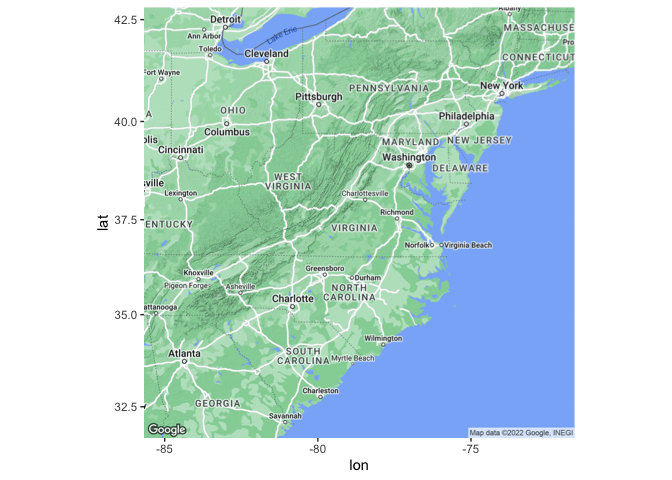 42.5
Detroit
Albany
MASSACHUSE
Ann Arbor
Lake Erie
Toledo
Cleveland
CONNECTICUT
Pro
Fort Wayne
New York
PENNSYLVANIA
Pittsburgh
OHIO
A
Philadelphia
40.0
Columbus
olis
MARYLAND
NEW JERSEY
Cincinnati
Washington
DELAWARE
WEST
VIRGINIA
sville
Lexington
Charlottesville
Richmond
37.5
ENTUCKY
VIRGINIA
Norfolk
Virginia Beach
lat
Knoxville
Greensboro
Durham
Pigeon Forge
Asheville
NORTH
CAROLINA
Charlotte
attanooga
35.0
Wilmington
Atlanta
SOUTH
CAROLINA
Myrtle Beach
Charleston
32.5
GEORGIA
Savannah
Google
Map data ©2022 Google, INEGI
-85
-80
-75
lon